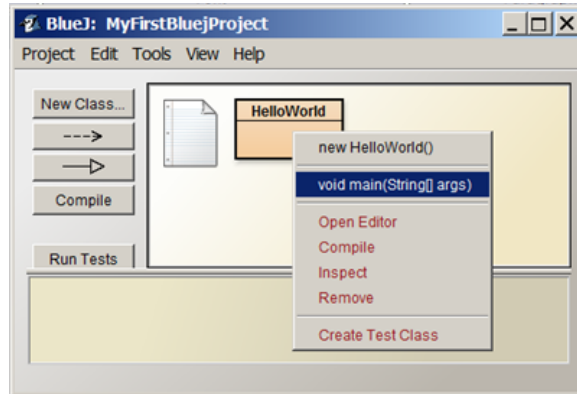 BlueJ: MyFirstBluejProject
Project Edit Tools View Help
New Class...
HelloWorld
new HelloWorld()
void main(String[] args)
Compile
Open Editor
Compile
Inspect
Run Tests
Remove
Create Test Class